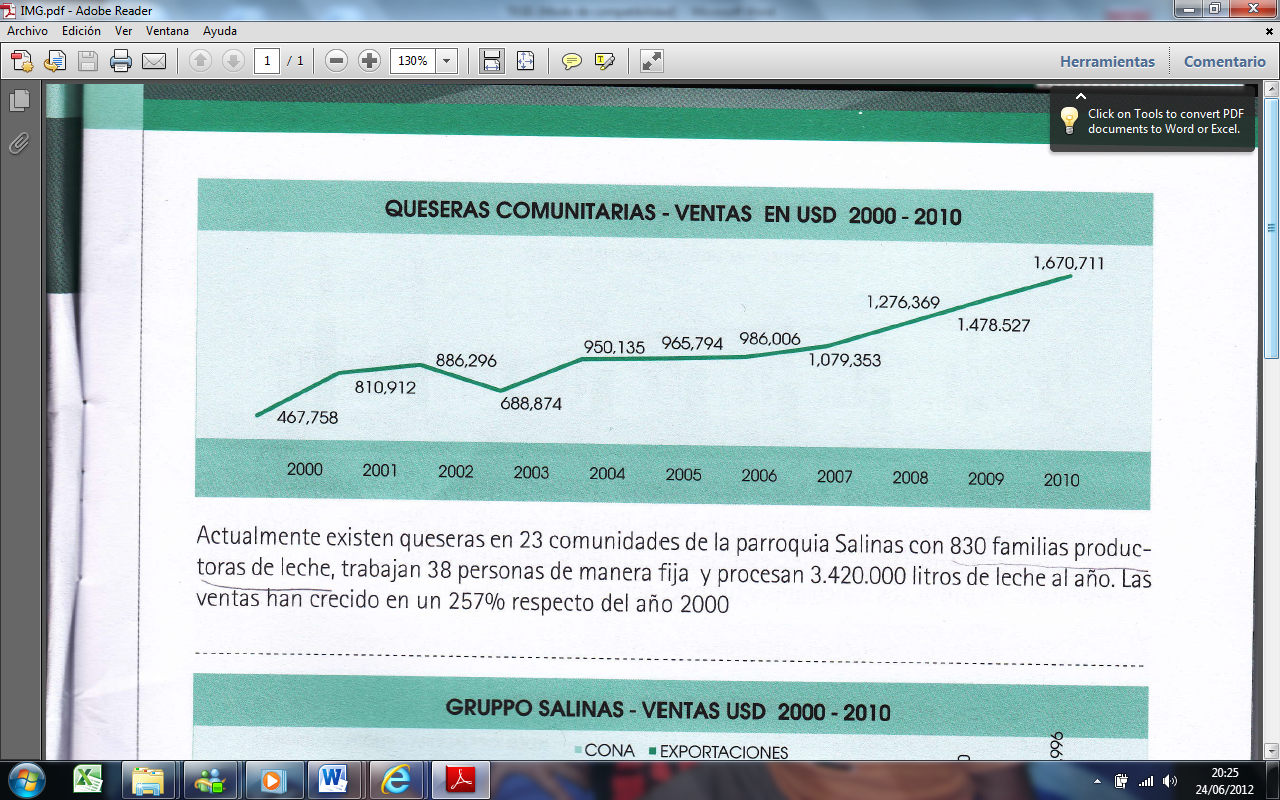 IMG.pdf - Adobe Reader
Archivo Edición Ver Ventana Ayuda
1 / 1 130% Herramientas Comentario
Click on Tools to convert PDF
documents to Word or Excel.
QUESERAS COMUNITARIAS - VENTAS EN USD 2000 - 2010
1,670,711
1,276,369
1.478.527
950,135 965,794 986,006
886,296 1,079,353
810,912
688,874
467,758
2000 2001 2002 2003 2004 2005 2006 2007 2008 2009 2010
Actualmente existen queseras en 23 comunidades de la parroquia Salinas con 830 familias produc-
toras de leche, trabajan 38 personas de manera fija y procesan 3.420.000 litros de leche al año. Las
ventas han crecido en un 257% respecto del año 2000
GRUPPO SALINAS - VENTAS USD 2000 - 2010
CONA EXPORTACIONES
20:25
24/06/2012